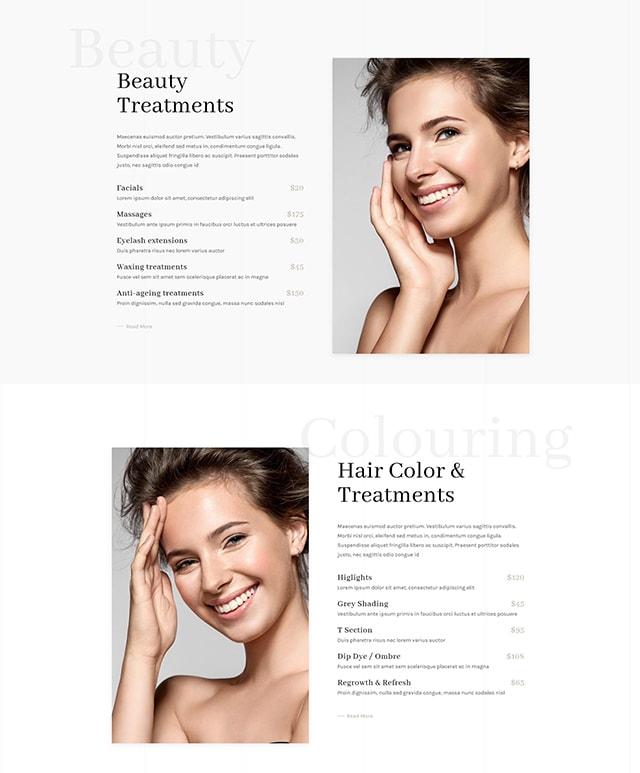 Beauty
Beauty
Treatments
Maecenas euismod auctor pretium. Vestibulum varius sagittis convallis.
Morbi nisl orci, eleifend sem in, condimentum congue ligula.
Suspendisse aliquet fringilla libero ac suscipit. Praesent porttitor sodales
justo, nec sagittis odio congue id
Facials $20
Lorem ipsum dolor sit amet, consectetur adipiscing elit
Massages $175
Vestibulum ante ipsum primis in faucibus orci luctus et ultrices posuere
Eyelash extensions $50
Duis pharetra risus nec lorem varius auctor
Waxing treatments $45
Fusce vel sem sit amet sem scelerisque placerat ac in magna
Anti-ageing treatments $150
Proin dignissim, nulla sed gravida congue, massa nunc sodales nisl
Read More
Colouring
Hair Color &
Treatments
Maecenas euismod auctor pretium. Vestibulum varius sagittis convallis.
Morbi nisl orci, eleifend sem in, condimentum congue ligula.
Suspendisse aliquet fringilla libero ac suscipit. Praesent porttitor sodales
justo, nec sagittis odio congue id
Higlights $120
Lorem ipsum dolor sit amet, consectetur adipiscing elit
Grey Shading $45
Vestibulum ante ipsum primis in faucibus orci luctus et ultrices posuere
T Section $95
Duis pharetra risus nec lorem varius auctor
Dip Dye / Ombre $108
Fusce vel sem sit amet sem scelerisque placerat ac in magna
Regrowth & Refresh $65
Proin dignissim, nulla sed gravida congue, massa nunc sodales nisl
Read More